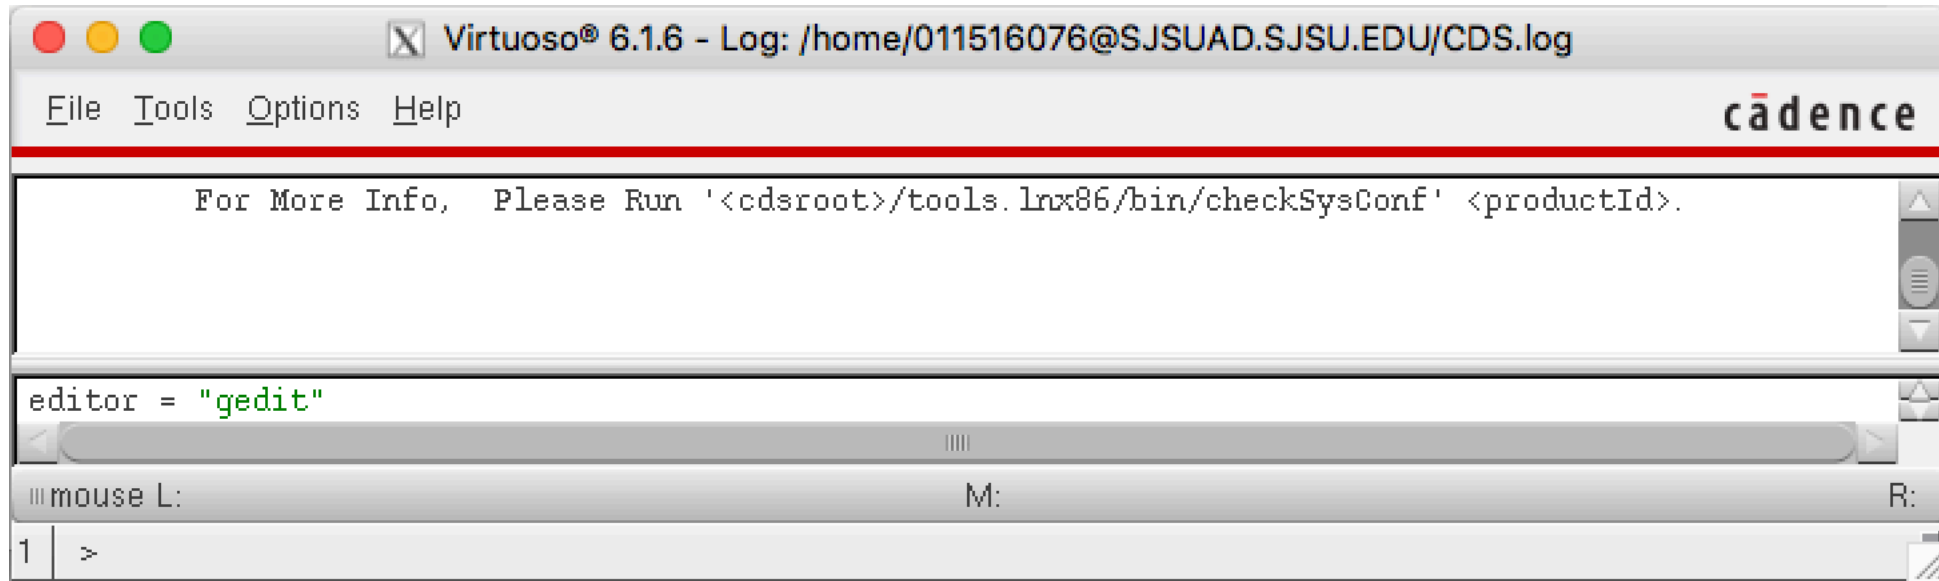 Virtuoso® 6.1.6 - Log: /home/011516076@SJSUAD.SJSU.EDU/CDS.log
File Tools Options Help
cādence
For More Info, Please Run '<cdsroot>/tools.lnx86/bin/checkSysConf' <productId>.
editor = "gedit"
mouse L: M: R:
1 >